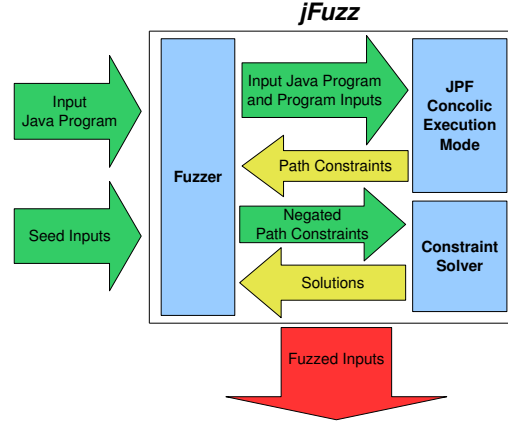 jFuzz
Input
Java Program
Input Java Program
and Program Inputs
JPF
Concolic
Execution
Mode
Fuzzer
Path Constraints
Seed Inputs
Negated
Path Constraints
Constraint
Solver
Solutions
Fuzzed Inputs